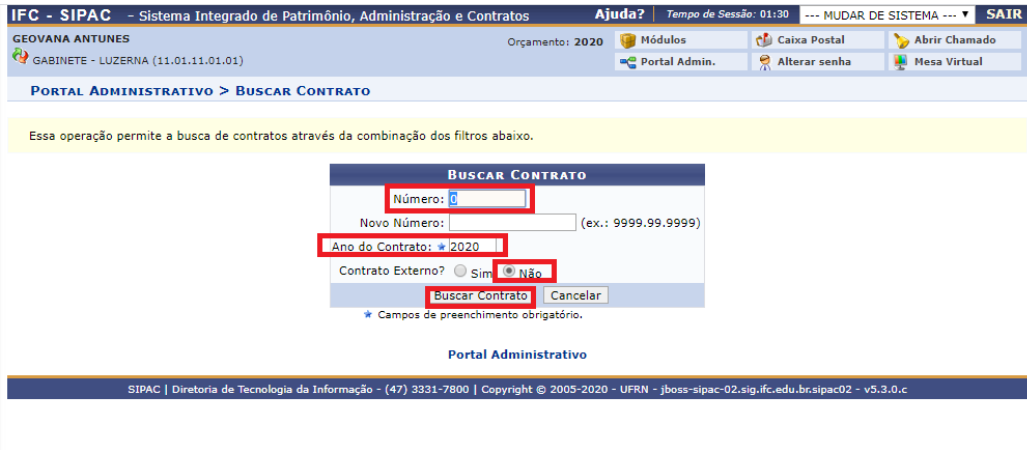 IFC - SIPAC - Sistema Integrado de Patrimônio, Administração e Contratos Ajuda? Tempo de Sessão: 01:30 --- MUDAR DE SISTEMA --- SAIR
GEOVANA ANTUNES Orçamento: 2020 Módulos Caixa Postal Abrir Chamado
GABINETE - LUZERNA (11.01.11.01.01) Portal Admin. Alterar senha Mesa Virtual
PORTAL ADMINISTRATIVO > BUSCAR CONTRATO
Essa operação permite a busca de contratos através da combinação dos filtros abaixo.
BUSCAR CONTRATO
Número: 0
Novo Número: (ex.: 9999.99.9999)
Ano do Contrato: 2020
Contrato Externo? Sim Não
Buscar Contrato Cancelar
Campos de preenchimento obrigatório.
Portal Administrativo
SIPAC | Diretoria de Tecnologia da Informação - (47) 3331-7800 | Copyright © 2005-2020 - UFRN - jboss-sipac-02.sig.ifc.edu.br.sipac02 - v5.3.0.c